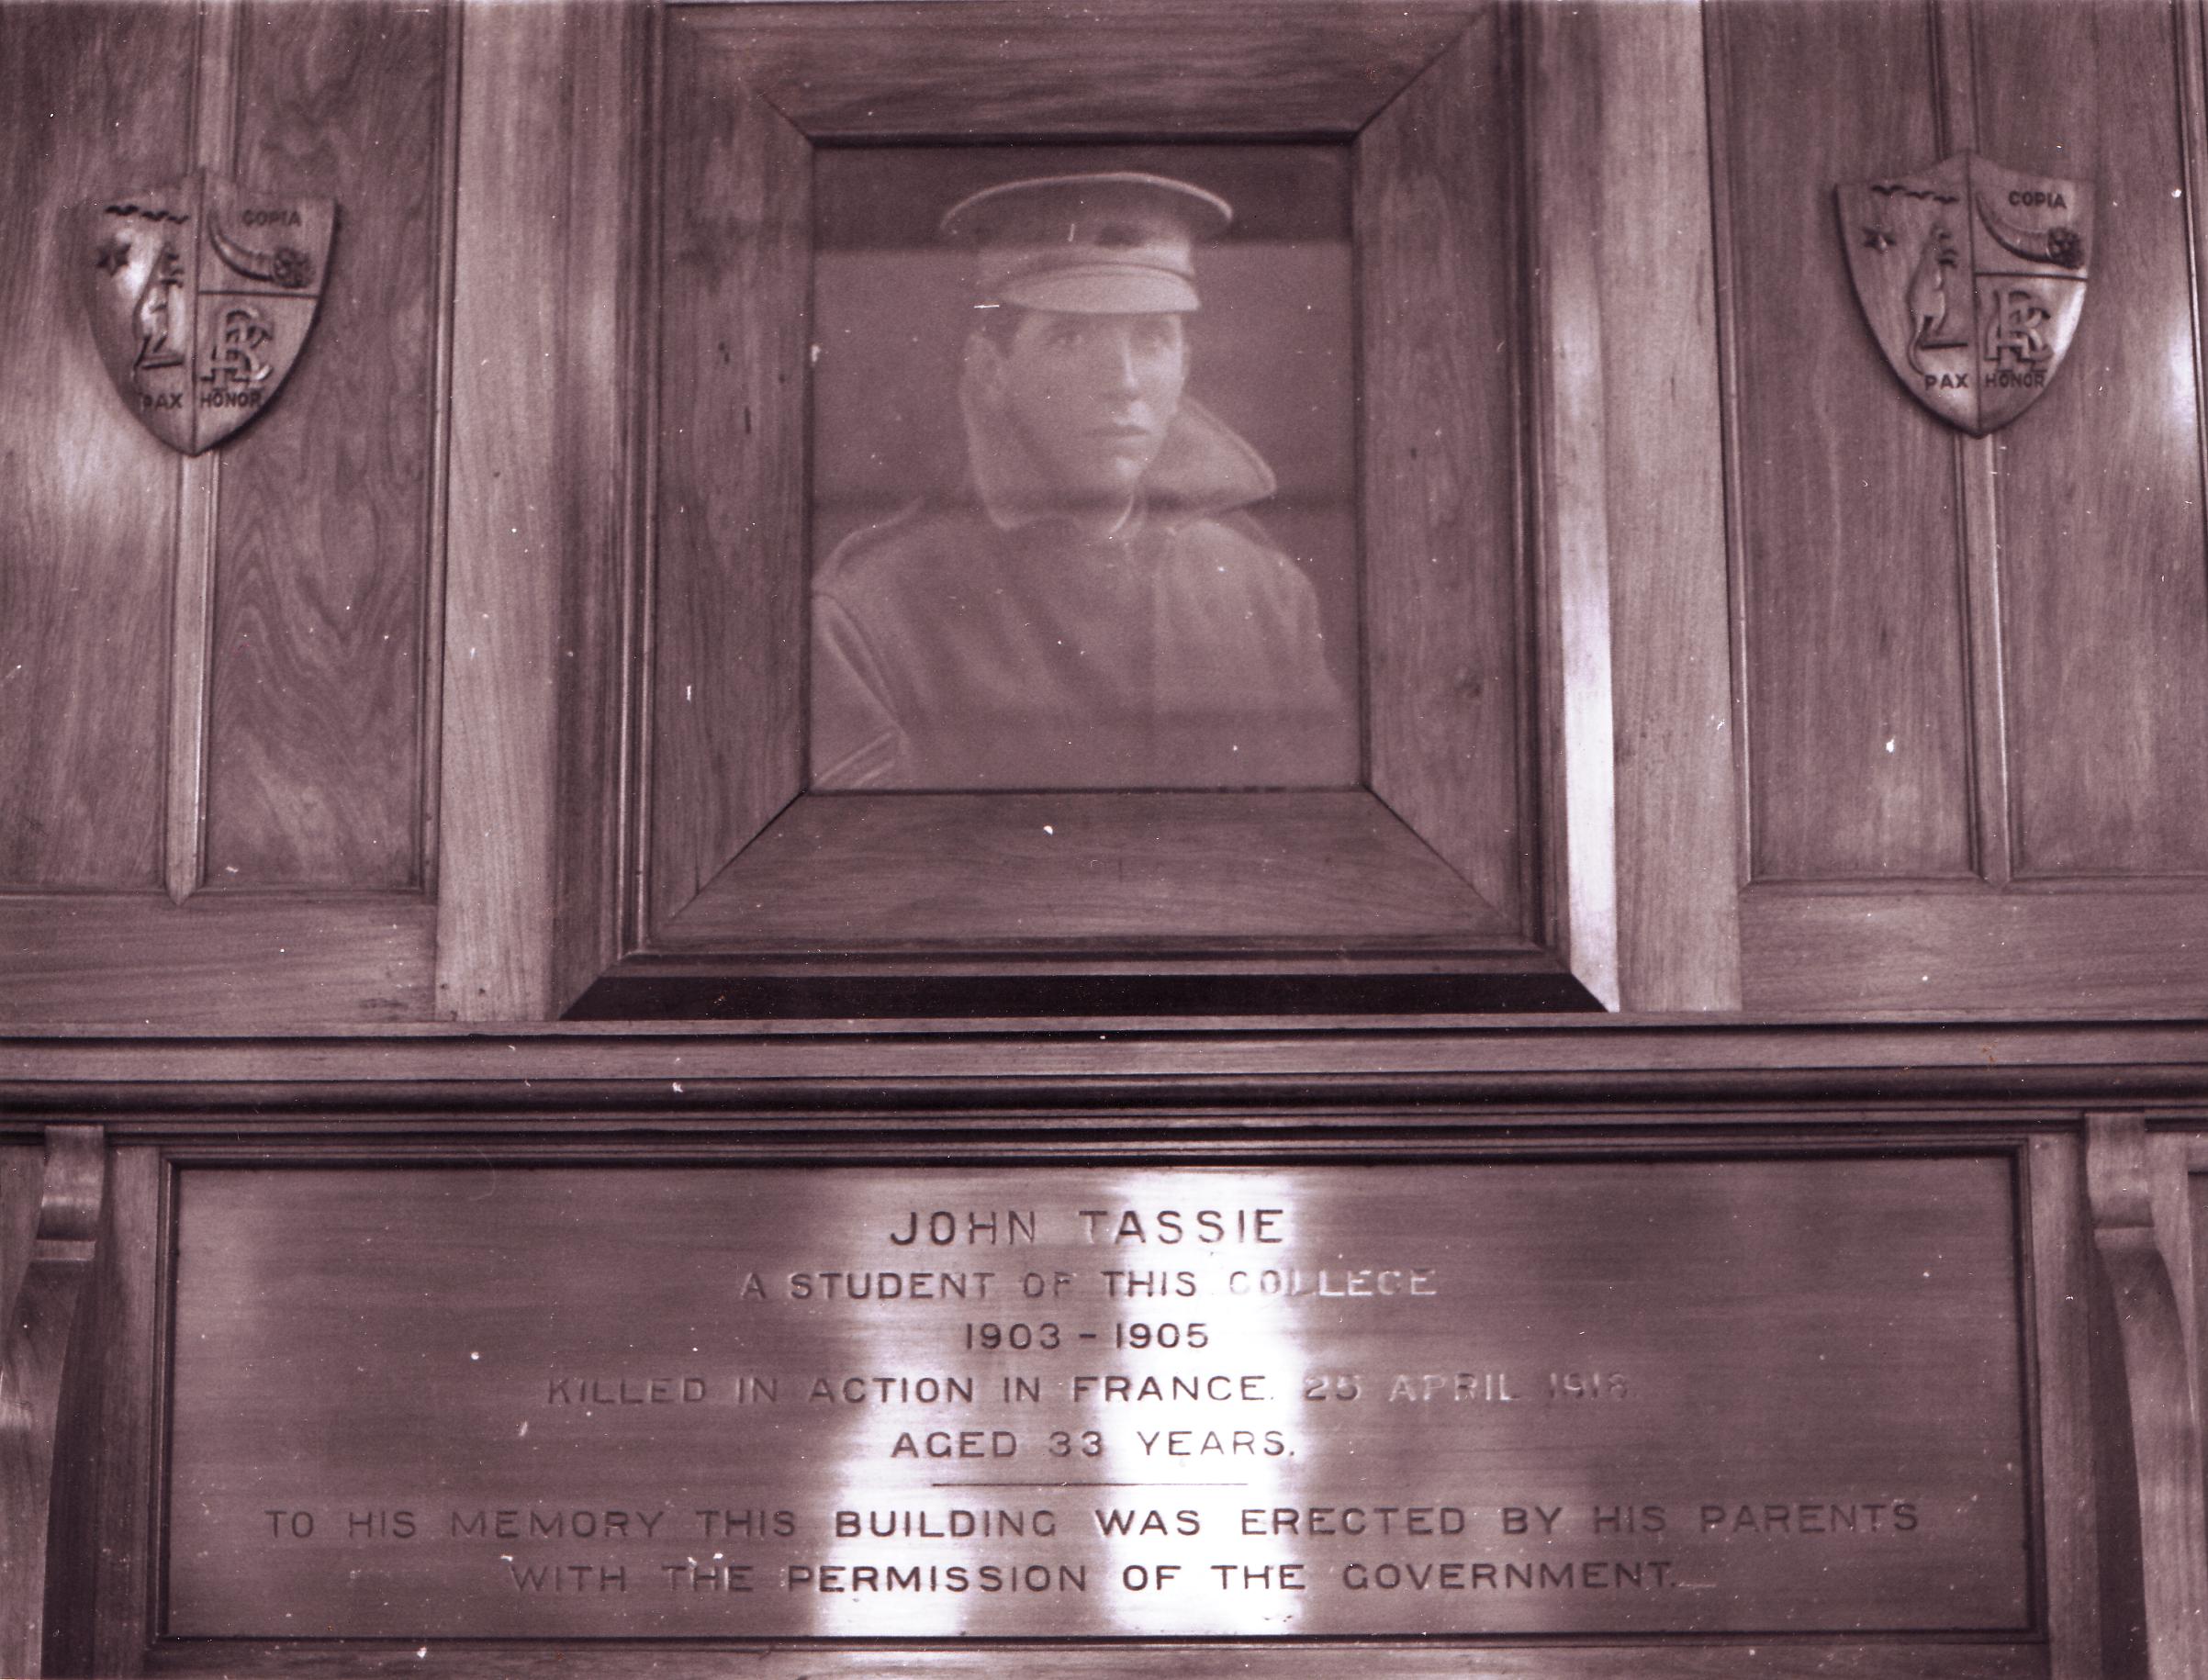 COPIA
PAX HONOR
COPIA
PAX HONOR
JOHN TASSIE
A STUDENT OF THIS COLLEGE
1903 - 1905
KILLED IN ACTION IN FRANCE. 25 APRIL 1918
AGED 33 YEARS.
TO HIS MEMORY THIS BUILDING WAS ERECTED BY HIS PARENTS
WITH THE PERMISSION OF THE GOVERNMENT.